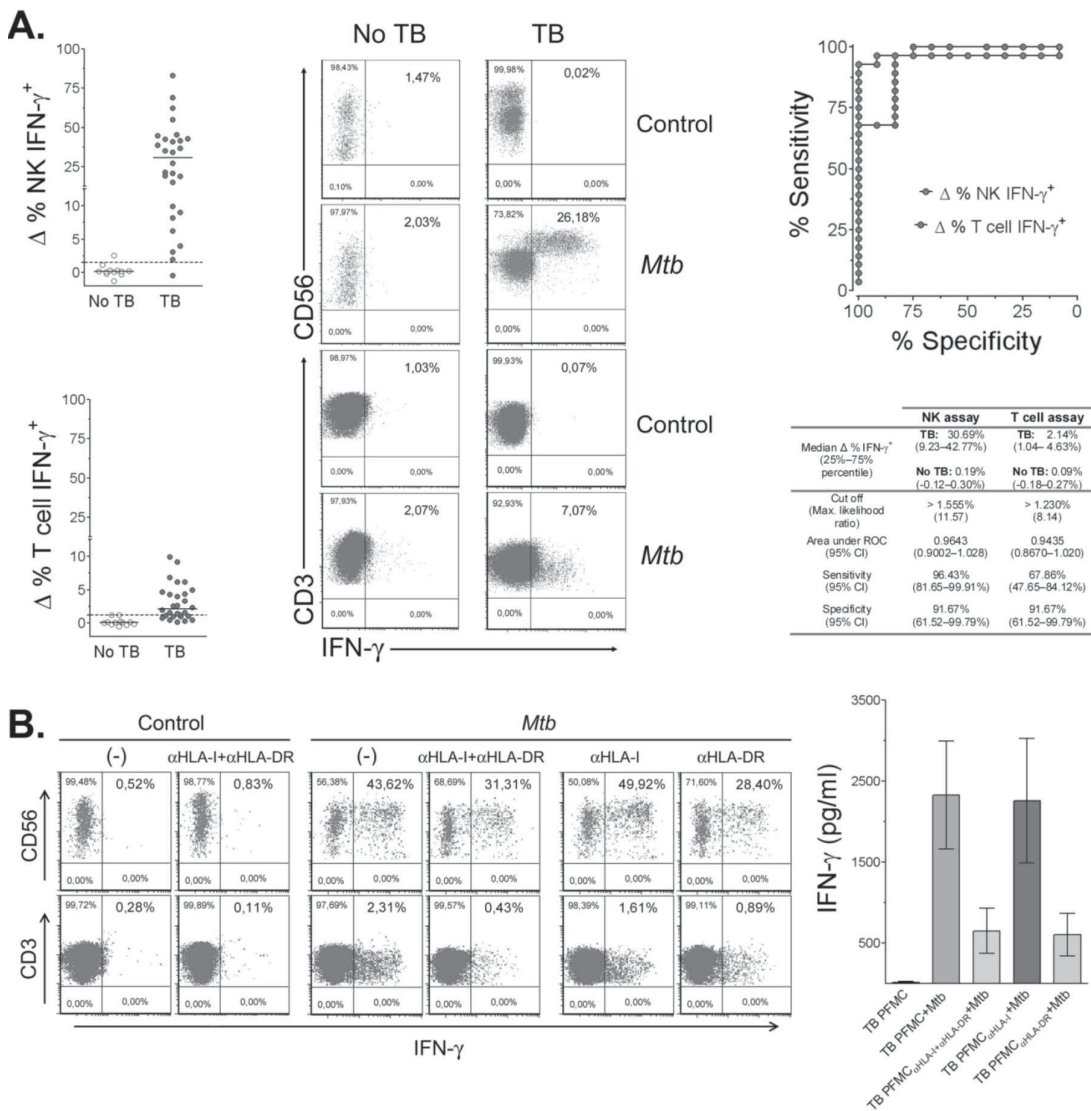 A.
Δ % NK IFN-γ+
100
75
50
25
10
0
No TB
TB
Δ % T cell IFN-γ+
100
75
50
25
10
5
0
No TB
TB
No TB
TB
98,43%
1,47%
0,10%
0,00%
99,98%
0,02%
0,00%
0,00%
Control
97,97%
2,03%
0,00%
0,00%
73,82%
26,18%
0,00%
0,00%
Mtb
CD56
98,97%
1,03%
0,00%
0,00%
99,93%
0,07%
0,00%
0,00%
Control
97,93%
2,07%
0,00%
0,00%
92,93%
7,07%
0,00%
0,00%
Mtb
CD3
IFN-γ
% Sensitivity
100
75
50
25
0
Δ % NK IFN-γ+
Δ % T cell IFN-γ+
100
75
50
25
0
% Specificity
NK assay
T cell assay
Median Δ % IFN-γ+
(25%–75%
percentile)
TB: 30.69%
(9.23–42.77%)
TB: 2.14%
(1.04– 4.63%)
No TB: 0.19%
(-0.12–0.30%)
No TB: 0.09%
(-0.18–0.27%)
Cut off
(Max. likelihood
ratio)
> 1.555%
(11.57)
> 1.230%
(8.14)
Area under ROC
(95% CI)
0.9643
(0.9002–1.028)
0.9435
(0.8670–1.020)
Sensitivity
(95% CI)
96.43%
(81.65–99.91%)
67.86%
(47.65–84.12%)
Specificity
(95% CI)
91.67%
(61.52–99.79%)
91.67%
(61.52–99.79%)
B.
Control
Mtb
(-)
αHLA-I+αHLA-DR
(-)
αHLA-I+αHLA-DR
αHLA-I
αHLA-DR
CD56
99,48%
0,52%
0,00%
0,00%
98,77%
0,83%
0,00%
0,00%
56,38%
43,62%
0,00%
0,00%
68,69%
31,31%
0,00%
0,00%
50,08%
49,92%
0,00%
0,00%
71,60%
28,40%
0,00%
0,00%
CD3
99,72%
0,28%
0,00%
0,00%
99,89%
0,11%
0,00%
0,00%
97,69%
2,31%
0,00%
0,00%
99,57%
0,43%
0,00%
0,00%
98,39%
1,61%
0,00%
0,00%
99,11%
0,89%
0,00%
0,00%
IFN-γ
IFN-γ (pg/ml)
3500
2500
1500
500
TB PFMC
TB PFMC+Mtb
TB PFMCαHLA-I+αHLA-DR+Mtb
TB PFMCαHLA-I+Mtb
TB PFMCαHLA-DR+Mtb